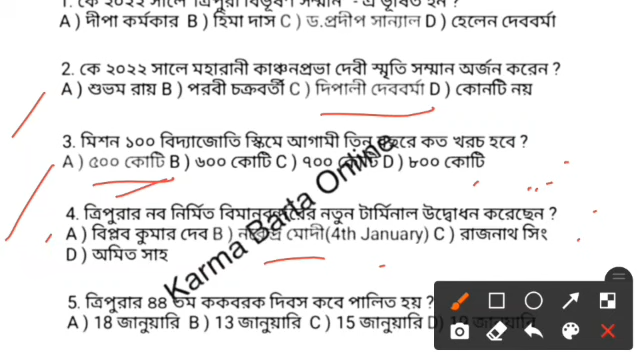 1. কে ২০২২ সালে ত্রিপুরা বিভূষণ সম্মান - এ ভূষিত হন ?
A ) দীপা কর্মকার B ) হিমা দাস C ) ড.প্রদীপ সান্যাল D ) হেলেন দেববর্মা
2. কে ২০২২ সালে মহারানী কাঞ্চনপ্রভা দেবী স্মৃতি সম্মান অর্জন করেন ?
A ) শুভম রায় B ) পরবী চক্রবর্তী C ) দিপালী দেববর্মা D ) কোনটি নয়
3. মিশন ১০০ বিদ্যাজোতি স্কিমে আগামী তিন বছরে কত খরচ হবে ?
A ) ৫০০ কোটি B ) ৬০০ কোটি C ) ৭০০ কোটি D ) ৮০০ কোটি
4. ত্রিপুরার নব নির্মিত বিমানবন্দরের নতুন টার্মিনাল উদ্বোধন করেছেন ?
A ) বিপ্লব কুমার দেব B ) নরেন্দ্র মোদী(4th January) C ) রাজনাথ সিং
D ) অমিত সাহ
5. ত্রিপুরার 44 তম ককবরক দিবস কবে পালিত হয় ?
A ) 18 জানুয়ারি B ) 13 জানুয়ারি C ) 15 জানুয়ারি D) 19 জানুয়ারি
Karma Barta Online